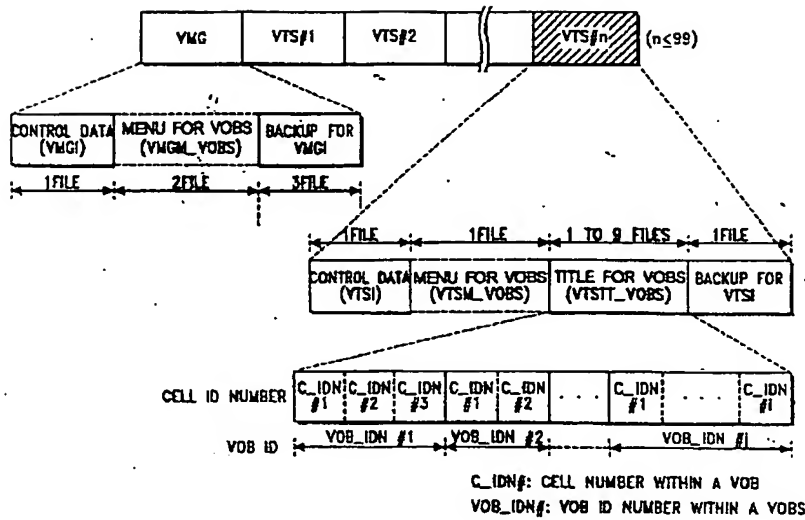 VMG VTS#1 VTS#2 VTS#n (n≤99)
CONTROL DATA (VMGI)
MENU FOR VOBS (VMGM_VOBS)
BACKUP FOR VMGI
1FILE 2FILE 3FILE
1FILE 1FILE 1 TO 9 FILES 1FILE
CONTROL DATA (VTSI)
MENU FOR VOBS (VTSM_VOBS)
TITLE FOR VOBS (VTSTT_VOBS)
BACKUP FOR VTSI
CELL ID NUMBER
C_IDN #1 C_IDN #2 C_IDN #3 C_IDN #1 C_IDN #2 . . . C_IDN #1 . . . C_IDN #i
VOB ID VOB_IDN #1 VOB_IDN #2 VOB_IDN #j
C_IDN#: CELL NUMBER WITHIN A VOB
VOB_IDN#: VOB ID NUMBER WITHIN A VOBS